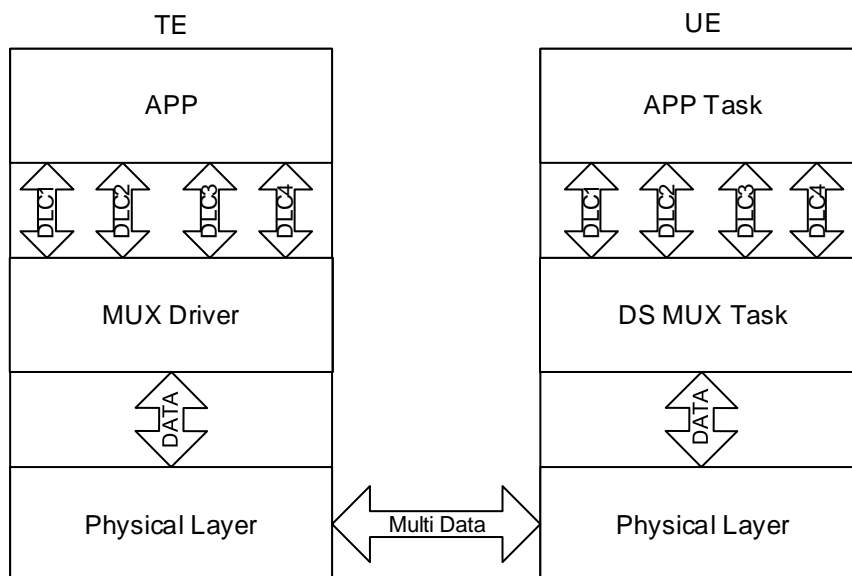 TE
UE
APP
APP Task
DLC1
DLC2
DLC3
DLC4
DLC1
DLC2
DLC3
DLC4
MUX Driver
DS MUX Task
DATA
DATA
Physical Layer
Multi Data
Physical Layer